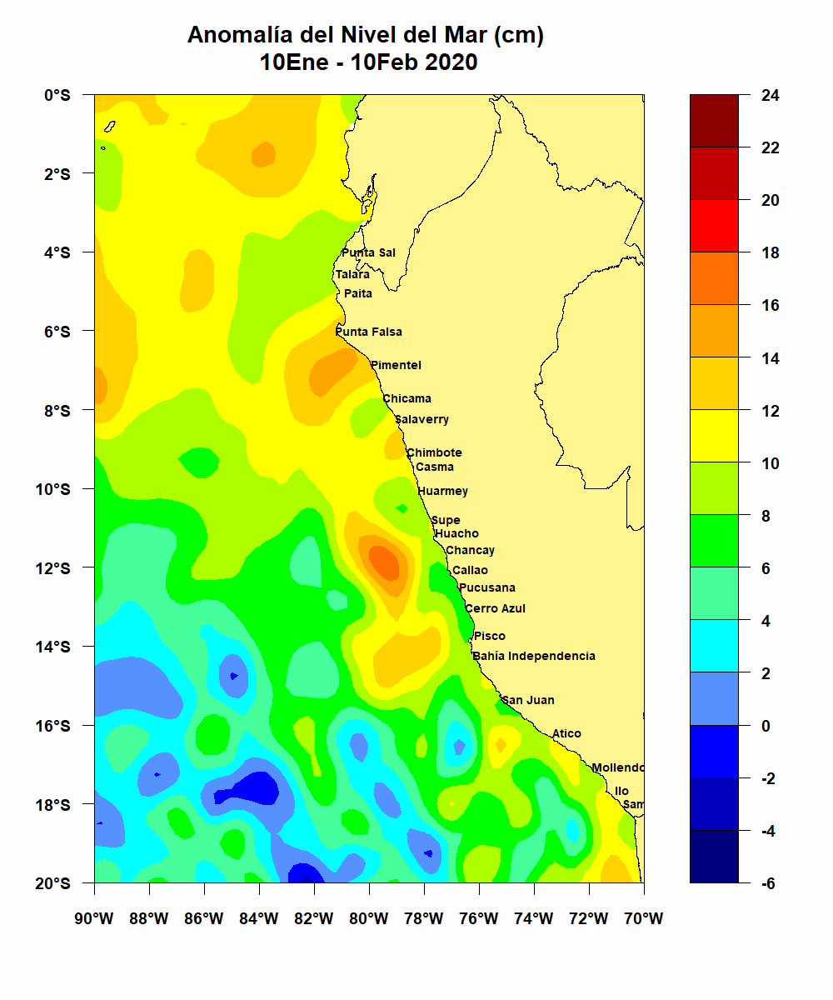 Anomalía del Nivel del Mar (cm)
10Ene - 10Feb 2020
0°S
2°S
4°S
6°S
8°S
10°S
12°S
14°S
16°S
18°S
20°S
Punta Sal
Talara
Paita
Punta Falsa
Pimentel
Chicama
Salaverry
Chimbote
Casma
Huarmey
Supe
Huacho
Chancay
Callao
Pucusana
Cerro Azul
Pisco
Bahía Independencia
San Juan
Atico
Mollendo
Ilo
Sam
90°W 88°W 86°W 84°W 82°W 80°W 78°W 76°W 74°W 72°W 70°W
24
22
20
18
16
14
12
10
8
6
4
2
0
-2
-4
-6